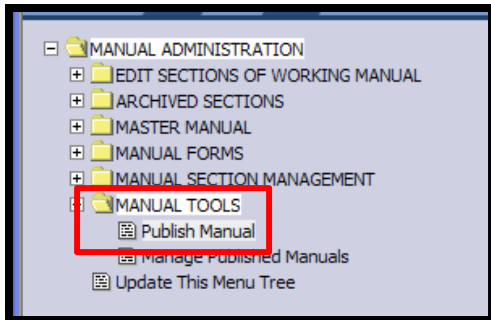 MANUAL ADMINISTRATION
EDIT SECTIONS OF WORKING MANUAL
ARCHIVED SECTIONS
MASTER MANUAL
MANUAL FORMS
MANUAL SECTION MANAGEMENT
MANUAL TOOLS
Publish Manual
Manage Published Manuals
Update This Menu Tree